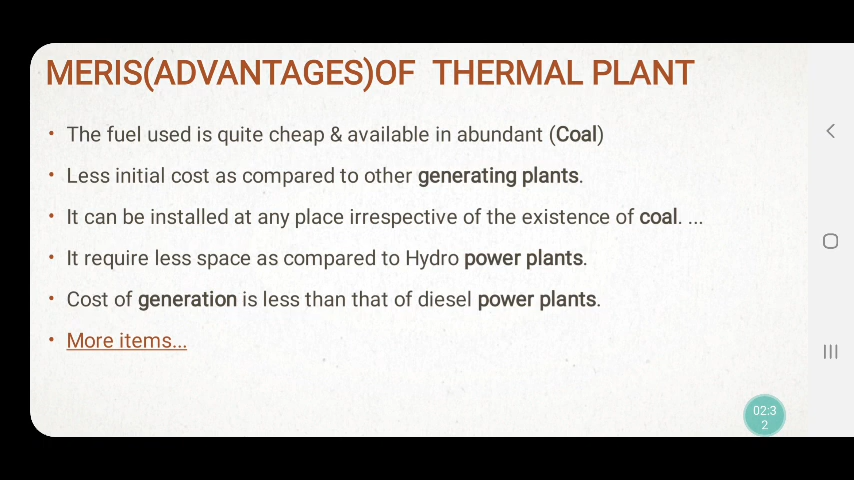 MERIS(ADVANTAGES)OF THERMAL PLANT
• The fuel used is quite cheap & available in abundant (Coal)
• Less initial cost as compared to other generating plants.
• It can be installed at any place irrespective of the existence of coal. ...
• It require less space as compared to Hydro power plants.
• Cost of generation is less than that of diesel power plants.
• More items...
02:3
2